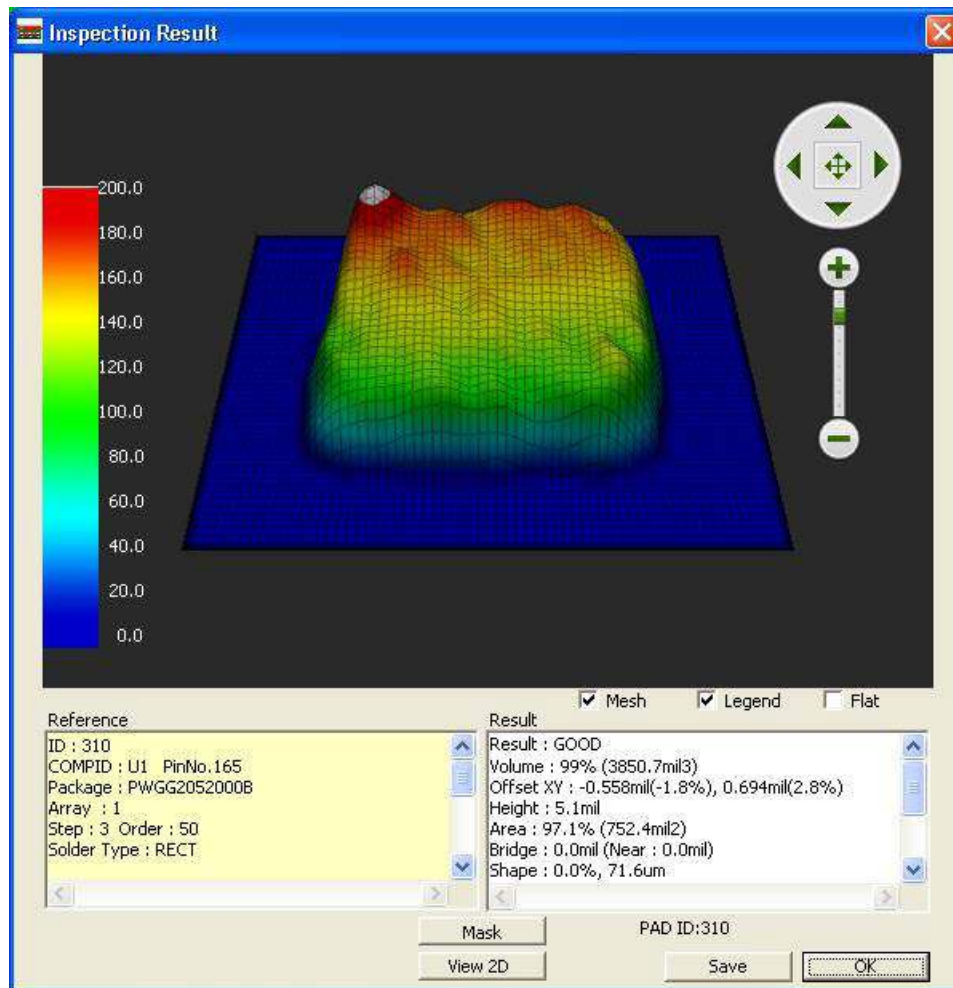 Inspection Result
200.0
180.0
160.0
140.0
120.0
100.0
80.0
60.0
40.0
20.0
0.0
Mesh Legend Flat
Reference
ID : 310
COMPID : U1 PinNo.165
Package : PWGG2052000B
Array : 1
Step : 3 Order : 50
Solder Type : RECT
Result
Result : GOOD
Volume : 99% (3850.7mil3)
Offset XY : -0.558mil(-1.8%), 0.694mil(2.8%)
Height : 5.1mil
Area : 97.1% (752.4mil2)
Bridge : 0.0mil (Near : 0.0mil)
Shape : 0.0%, 71.6um
Mask
PAD ID:310
View 2D
Save
OK